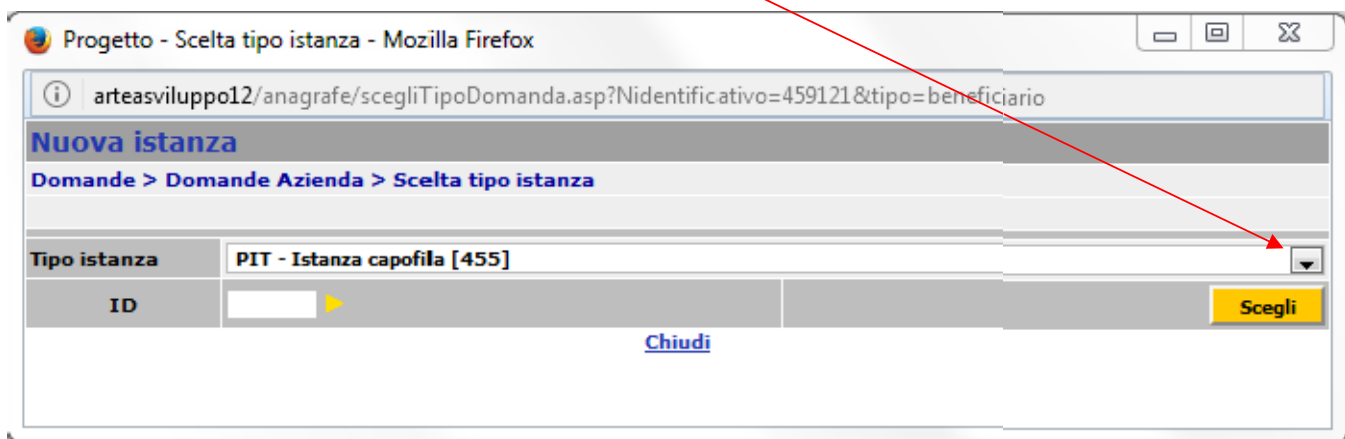 Progetto - Scelta tipo istanza - Mozilla Firefox
arteasviluppo12/anagrafe/scegliTipoDomanda.asp?Nidentificativo=459121&tipo=beneficiario
Nuova istanza
Domande > Domande Azienda > Scelta tipo istanza
Tipo istanza PIT - Istanza capofila [455]
ID Scegli
Chiudi